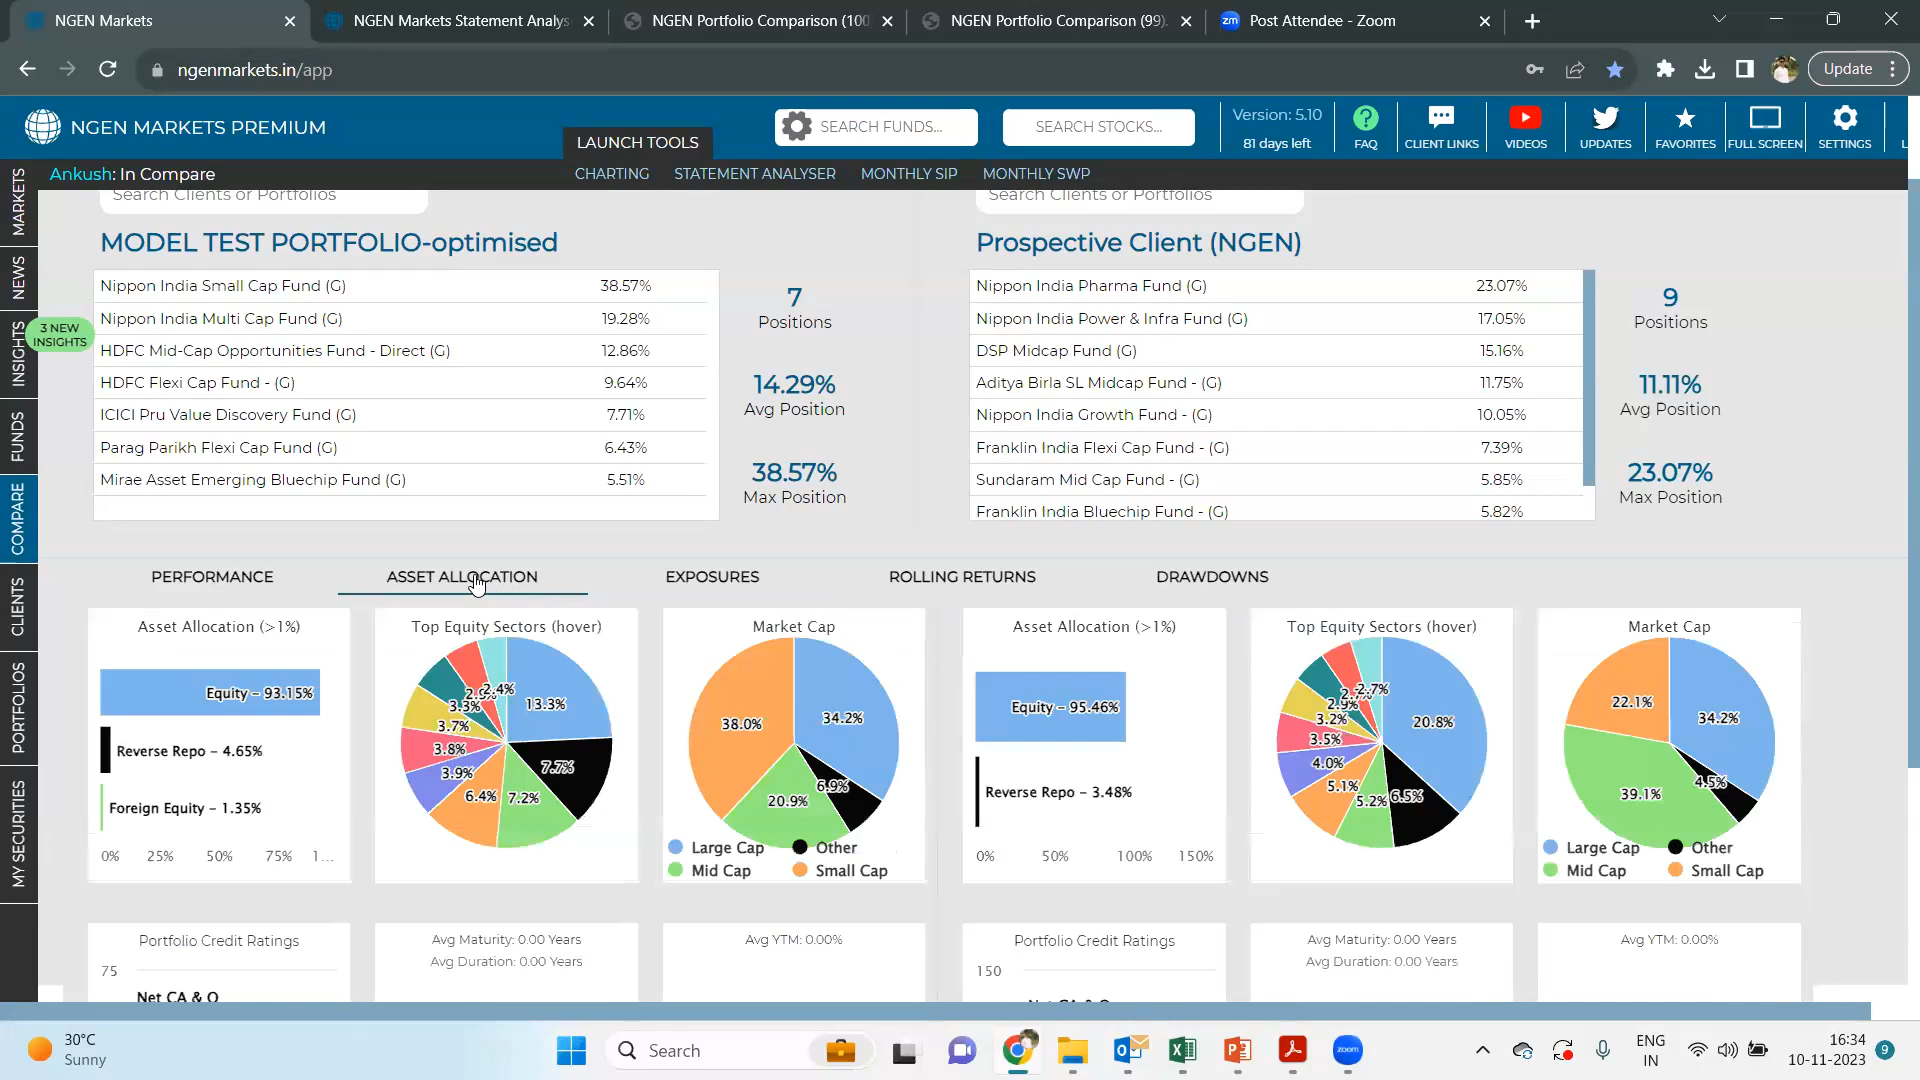 NGEN Markets
NGEN Markets Statement Analys
NGEN Portfolio Comparison (100
NGEN Portfolio Comparison (99).
zm Post Attendee - Zoom
ngenmarkets.in/app
Update
NGEN MARKETS PREMIUM
LAUNCH TOOLS
SEARCH FUNDS...
SEARCH STOCKS...
Version: 5.10
81 days left
FAQ
CLIENT LINKS
VIDEOS
UPDATES
FAVORITES
FULL SCREEN
SETTINGS
Ankush: In Compare
CHARTING
STATEMENT ANALYSER
MONTHLY SIP
MONTHLY SWP
MARKETS
NEWS
INSIGHTS
3 NEW
INSIGHTS
FUNDS
COMPARE
CLIENTS
PORTFOLIOS
MY SECURITIES
Search Clients or Portfolios
MODEL TEST PORTFOLIO-optimised
Nippon India Small Cap Fund (G) 38.57%
Nippon India Multi Cap Fund (G) 19.28%
HDFC Mid-Cap Opportunities Fund - Direct (G) 12.86%
HDFC Flexi Cap Fund - (G) 9.64%
ICICI Pru Value Discovery Fund (G) 7.71%
Parag Parikh Flexi Cap Fund (G) 6.43%
Mirae Asset Emerging Bluechip Fund (G) 5.51%
7
Positions
14.29%
Avg Position
38.57%
Max Position
Search Clients or Portfolios
Prospective Client (NGEN)
Nippon India Pharma Fund (G) 23.07%
Nippon India Power & Infra Fund (G) 17.05%
DSP Midcap Fund (G) 15.16%
Aditya Birla SL Midcap Fund - (G) 11.75%
Nippon India Growth Fund - (G) 10.05%
Franklin India Flexi Cap Fund - (G) 7.39%
Sundaram Mid Cap Fund - (G) 5.85%
Franklin India Bluechip Fund - (G) 5.82%
9
Positions
11.11%
Avg Position
23.07%
Max Position
PERFORMANCE
ASSET ALLOCATION
EXPOSURES
ROLLING RETURNS
DRAWDOWNS
Asset Allocation (>1%)
Equity – 93.15%
Reverse Repo – 4.65%
Foreign Equity – 1.35%
0% 25% 50% 75% 1...
Top Equity Sectors (hover)
13.3%
7.7%
7.2%
6.4%
3.9%
3.8%
3.7%
3.3%
2.4%
Market Cap
34.2%
6.9%
20.9%
38.0%
Large Cap Other
Mid Cap Small Cap
Asset Allocation (>1%)
Equity – 95.46%
Reverse Repo – 3.48%
0% 50% 100% 150%
Top Equity Sectors (hover)
20.8%
6.5%
5.2%
5.1%
4.0%
3.5%
3.2%
2.9%
2.7%
Market Cap
34.2%
4.5%
39.1%
22.1%
Large Cap Other
Mid Cap Small Cap
Portfolio Credit Ratings
75
Net CA & O
Avg Maturity: 0.00 Years
Avg Duration: 0.00 Years
Avg YTM: 0.00%
Portfolio Credit Ratings
150
Avg Maturity: 0.00 Years
Avg Duration: 0.00 Years
Avg YTM: 0.00%
30°C
Sunny
Search
zoom
ENG
IN
16:34
10-11-2023
9